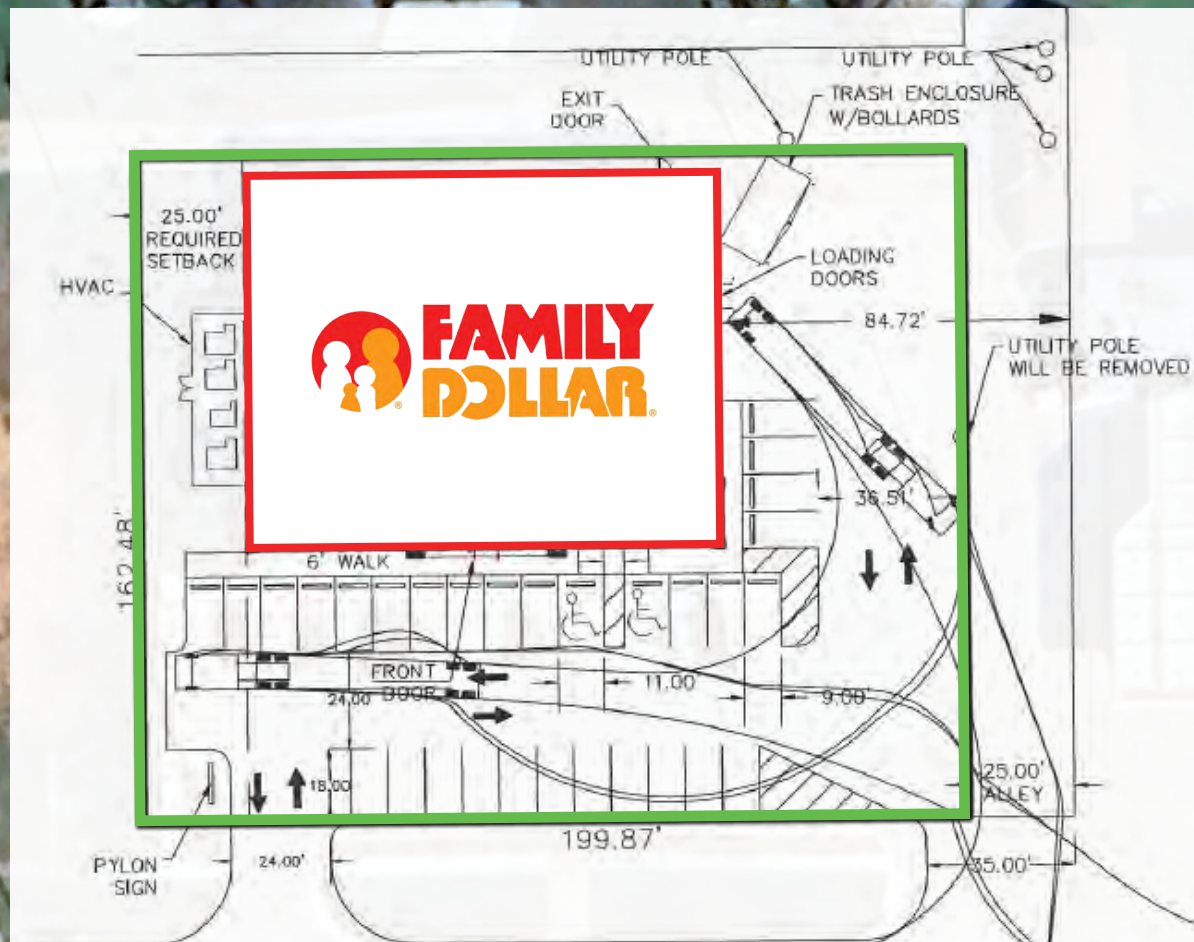 UTILITY POLE
UTILITY POLE
EXIT
DOOR
TRASH ENCLOSURE
W/BOLLARDS
25.00'
REQUIRED
SETBACK
HVAC
LOADING
DOORS
84.72'
UTILITY POLE
WILL BE REMOVED
FAMILY
DOLLAR
®
®
36.51'
162.48'
6' WALK
FRONT
DOOR
24.00
11.00'
9.00'
18.00
25.00'
ALLEY
199.87'
PYLON
SIGN
24.00'
35.00'